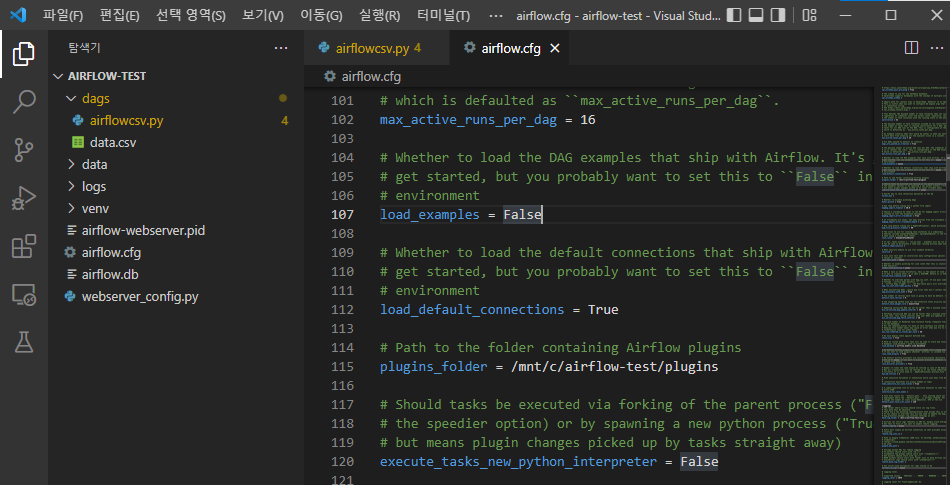 파일(F) 편집(E) 선택 영역(S) 보기(V) 이동(G) 실행(R) 터미널(T) ··· airflow.cfg - airflow-test - Visual Stud...
탐색기 ···
AIRFLOW-TEST
dags
airflowcsv.py 4
data.csv
data
logs
venv
airflow-webserver.pid
airflow.cfg
airflow.db
webserver_config.py
airflowcsv.py 4 airflow.cfg
airflow.cfg
101 # which is defaulted as ``max_active_runs_per_dag``.
102 max_active_runs_per_dag = 16
103
104 # Whether to load the DAG examples that ship with Airflow. It's
105 # get started, but you probably want to set this to ``False`` in
106 # environment
107 load_examples = False
108
109 # Whether to load the default connections that ship with Airflow
110 # get started, but you probably want to set this to ``False`` in
111 # environment
112 load_default_connections = True
113
114 # Path to the folder containing Airflow plugins
115 plugins_folder = /mnt/c/airflow-test/plugins
116
117 # Should tasks be executed via forking of the parent process ("F
118 # the speedier option) or by spawning a new python process ("Tru
119 # but means plugin changes picked up by tasks straight away)
120 execute_tasks_new_python_interpreter = False
121